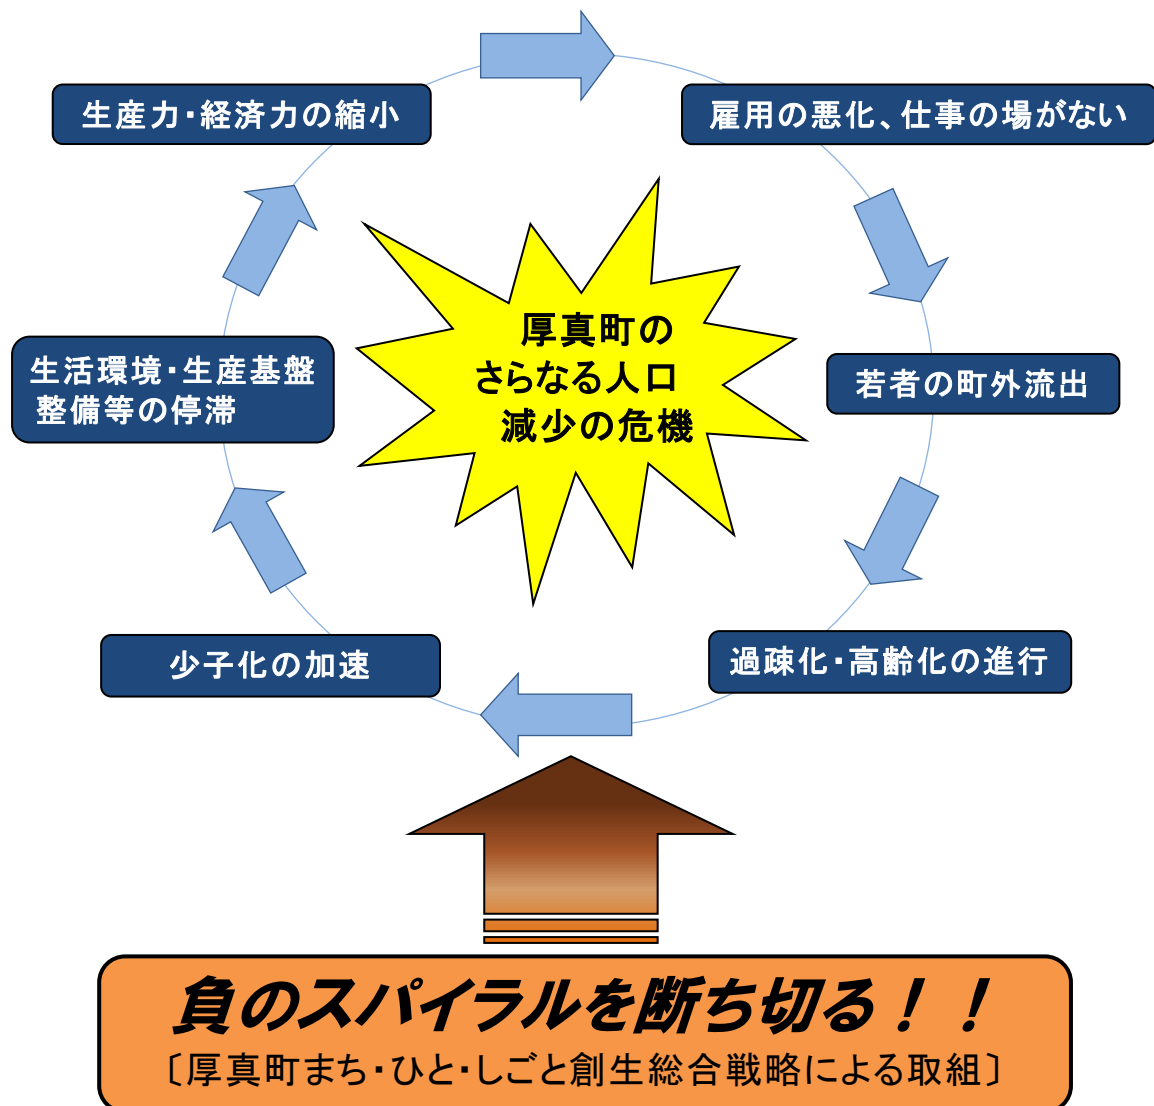 生産力・経済力の縮小
雇用の悪化、仕事の場がない
厚真町の
さらなる人口
減少の危機
生活環境・生産基盤
整備等の停滞
若者の町外流出
少子化の加速
過疎化・高齢化の進行
負のスパイラルを断ち切る！！
〔厚真町まち・ひと・しごと創生総合戦略による取組〕